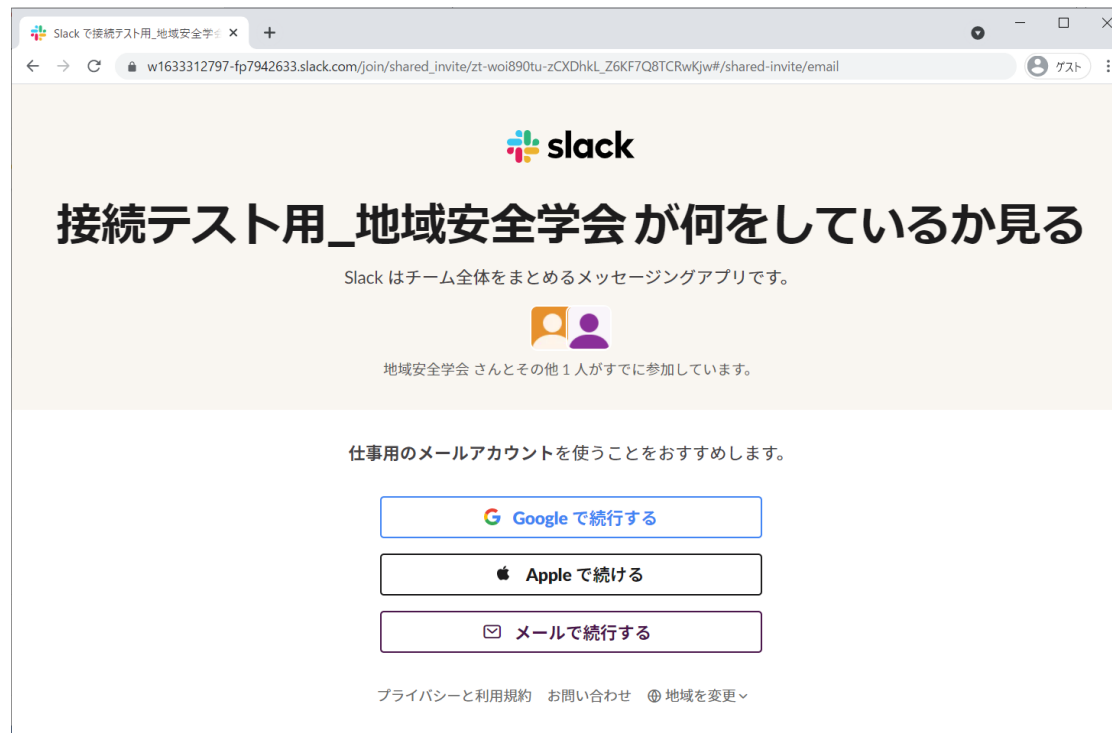 Slack で接続テスト用_地域安全学会
w1633312797-fp7942633.slack.com/join/shared_invite/zt-woi890tu-zCXDhkL_Z6KF7Q8TCRwKjw#/shared-invite/email
ゲスト
slack
接続テスト用_地域安全学会 が何をしているか見る
Slack はチーム全体をまとめるメッセージングアプリです。
地域安全学会 さんとその他 1 人がすでに参加しています。
仕事用のメールアカウントを使うことをおすすめします。
Google で続行する
Apple で続ける
メールで続行する
プライバシーと利用規約 お問い合わせ 地域を変更